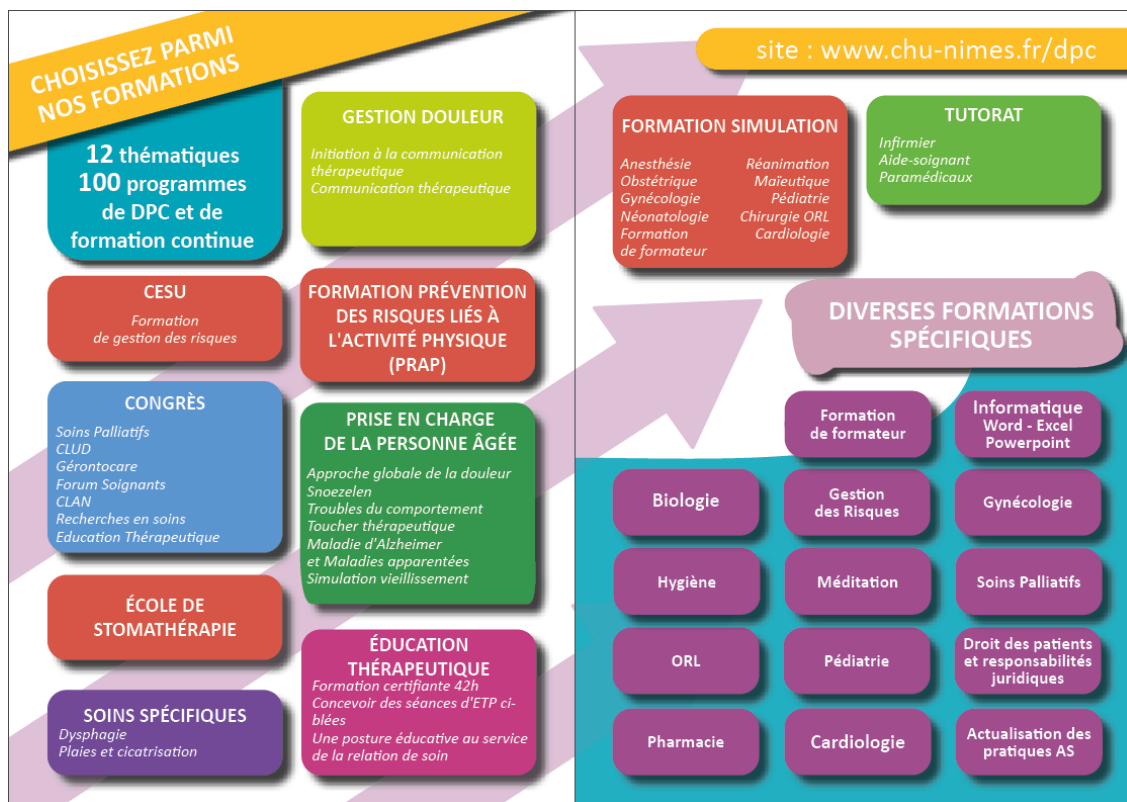 CHOISISSEZ PARMI
NOS FORMATIONS
12 thématiques
100 programmes
de DPC et de
formation continue
GESTION DOULEUR
Initiation à la communication
thérapeutique
Communication thérapeutique
CESU
Formation
de gestion des risques
FORMATION PRÉVENTION
DES RISQUES LIÉS À
L'ACTIVITÉ PHYSIQUE
(PRAP)
CONGRÈS
Soins Palliatifs
CLUD
Gérontocare
Forum Soignants
CLAN
Recherches en soins
Education Thérapeutique
PRISE EN CHARGE
DE LA PERSONNE ÂGÉE
Approche globale de la douleur
Snoezelen
Troubles du comportement
Toucher thérapeutique
Maladie d'Alzheimer
et Maladies apparentées
Simulation vieillissement
ÉCOLE DE
STOMATHÉRAPIE
ÉDUCATION
THÉRAPEUTIQUE
Formation certifiante 42h
Concevoir des séances d'ETP ci-
blées
Une posture éducative au service
de la relation de soin
SOINS SPÉCIFIQUES
Dysphagie
Plaies et cicatrisation
site : www.chu-nimes.fr/dpc
FORMATION SIMULATION
Anesthésie
Obstétrique
Gynécologie
Néonatologie
Formation
de formateur
Réanimation
Maïeutique
Pédiatrie
Chirurgie ORL
Cardiologie
TUTORAT
Infirmier
Aide-soignant
Paramédicaux
DIVERSES FORMATIONS
SPÉCIFIQUES
Formation
de formateur
Informatique
Word - Excel
Powerpoint
Biologie
Gestion
des Risques
Gynécologie
Hygiène
Méditation
Soins Palliatifs
ORL
Pédiatrie
Droit des patients
et responsabilités
juridiques
Pharmacie
Cardiologie
Actualisation des
pratiques AS